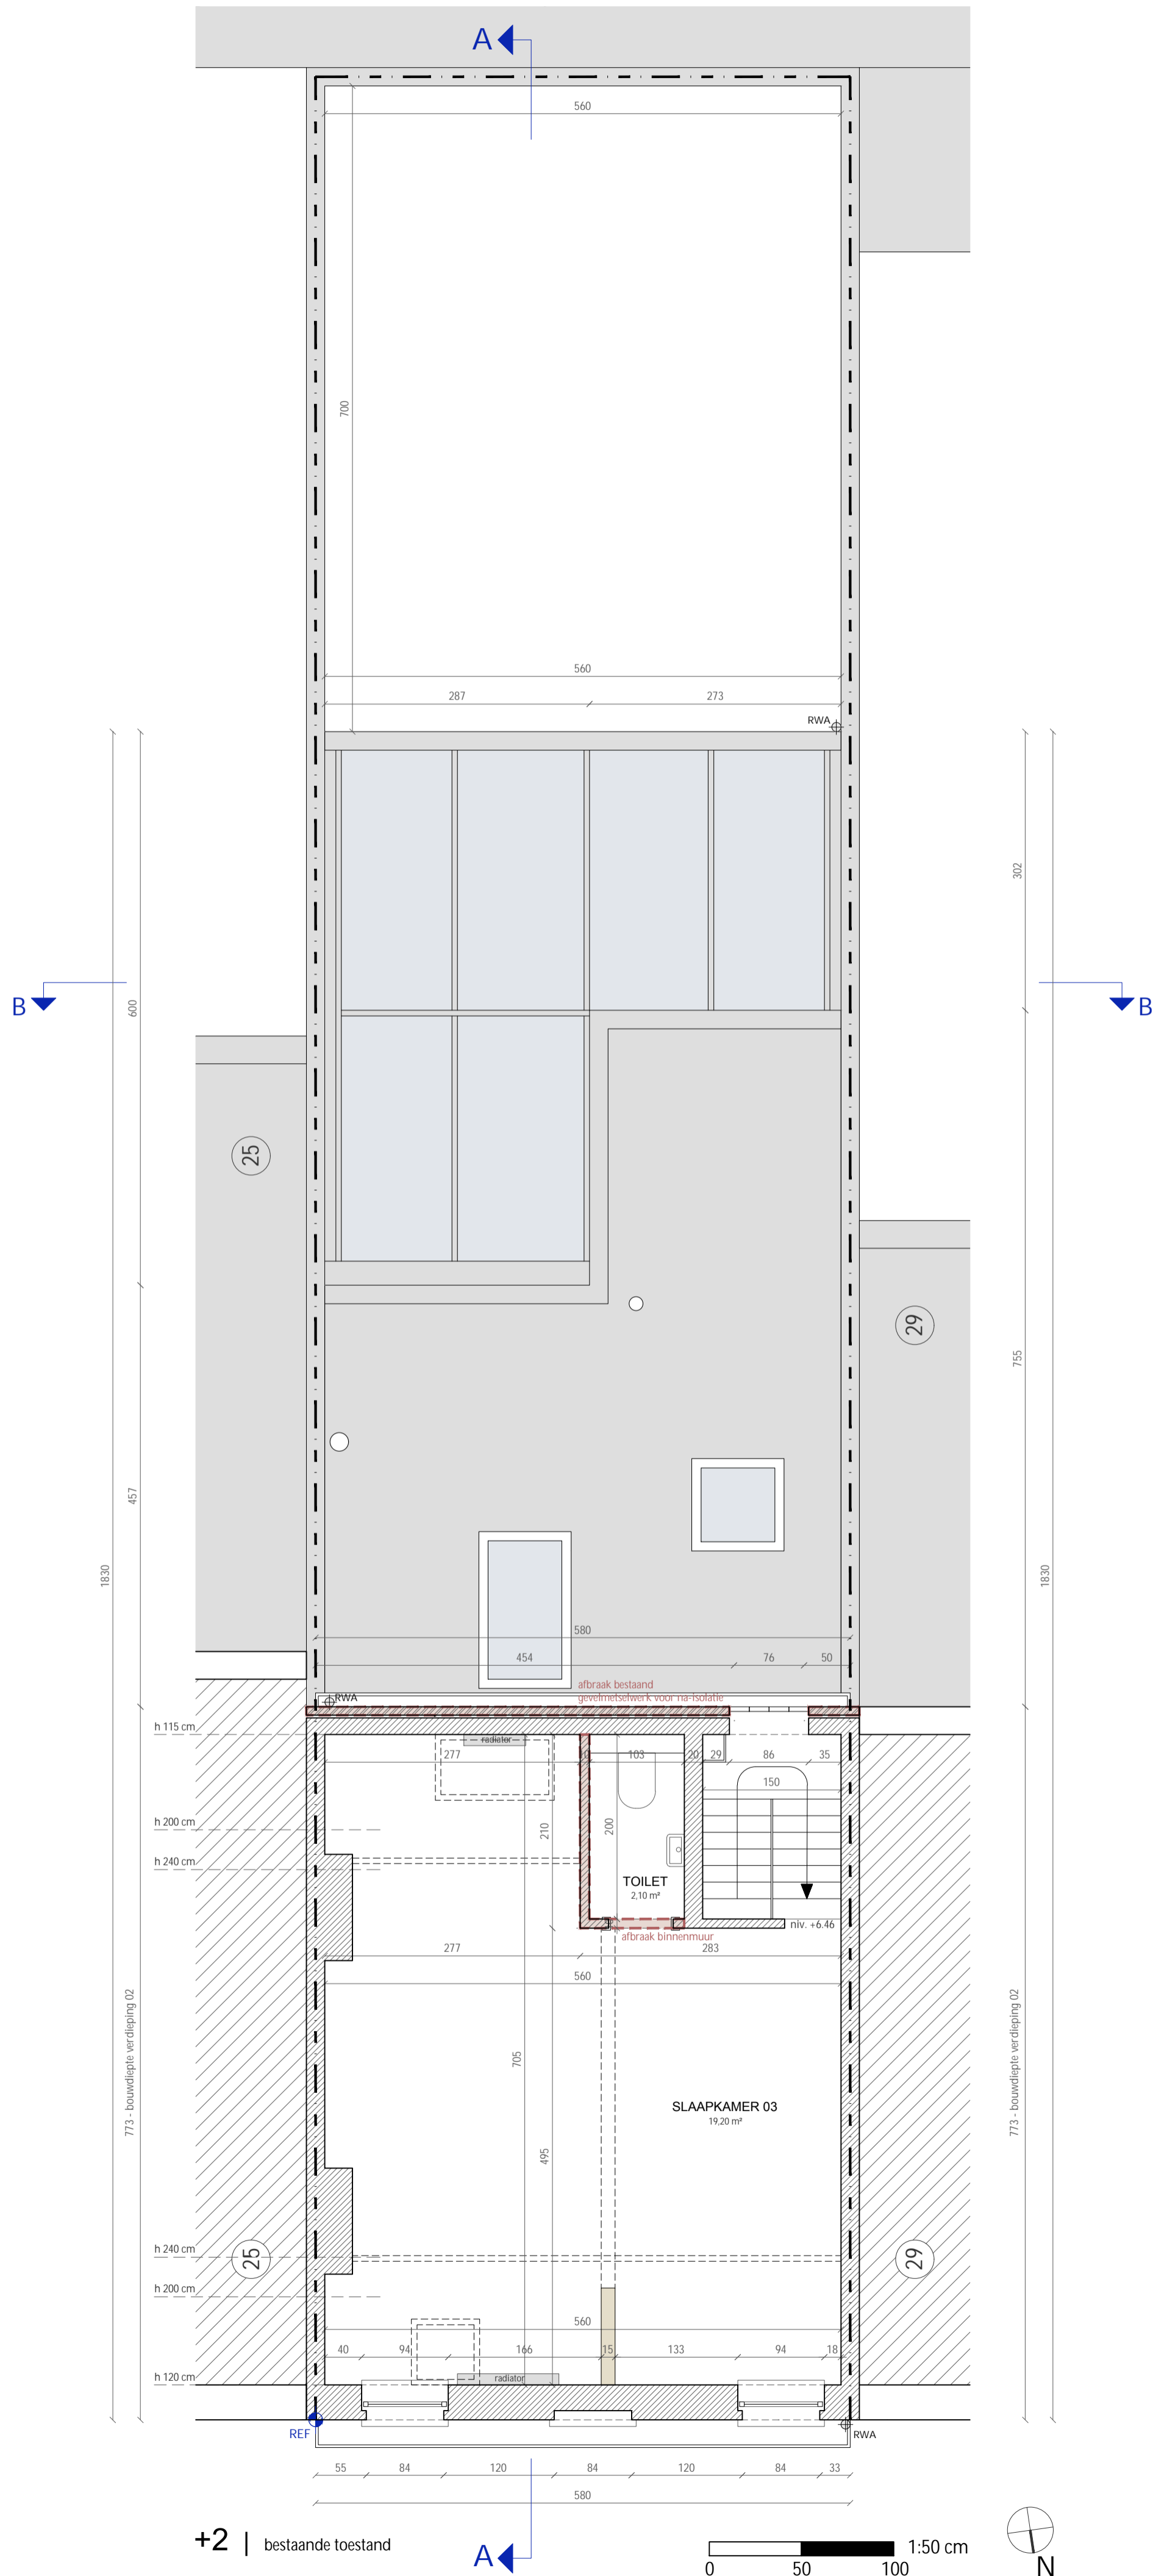 A
560
700
560
287 273
RWA
302
600
B
B
25
29
755
457
1830
1830
580
454 76 50
afbraak bestaand
gevelmetselwerk voor na-isolatie
RWA
h 115 cm
radiator
277 103 20 29 86 35
150
h 200 cm
210
200
h 240 cm
TOILET
2,10 m²
niv. +6.46
afbraak binnenmuur
277 283
560
773 - bouwdiepte verdieping 02
773 - bouwdiepte verdieping 02
705
SLAAPKAMER 03
19,20 m²
495
h 240 cm
25
29
h 200 cm
560
40 94 166 15 133 94 18
h 120 cm
radiator
REF
RWA
55 84 120 84 120 84 33
580
+2 | bestaande toestand
A
1:50 cm
0 50 100
N